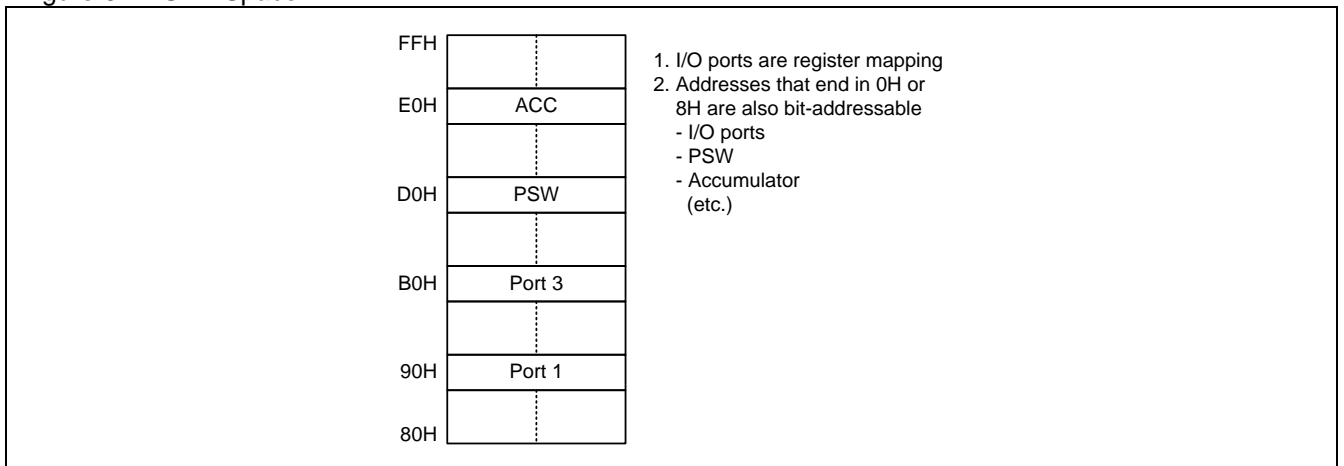 FFH
E0H
ACC
D0H
PSW
B0H
Port 3
90H
Port 1
80H
1. I/O ports are register mapping
2. Addresses that end in 0H or
8H are also bit-addressable
- I/O ports
- PSW
- Accumulator
(etc.)